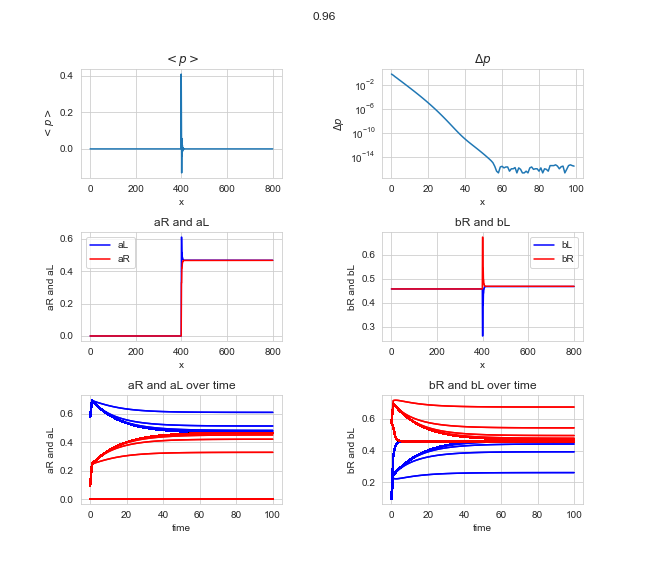 0.96
< p >
Δp
0.4
0.2
0.0
< p >
0 200 400 600 800
x
10⁻²
10⁻⁶
10⁻¹⁰
10⁻¹⁴
Δp
0 20 40 60 80 100
x
aR and aL
bR and bL
0.6
0.4
0.2
0.0
aR and aL
aL
aR
0 200 400 600 800
x
0.6
0.5
0.4
0.3
bR and bL
bL
bR
0 200 400 600 800
x
aR and aL over time
bR and bL over time
0.6
0.4
0.2
0.0
aR and aL
0 20 40 60 80 100
time
0.6
0.4
0.2
bR and bL
0 20 40 60 80 100
time